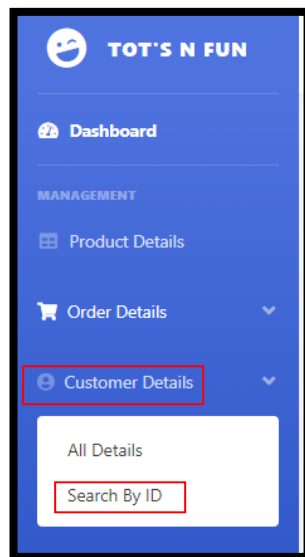 TOT'S N FUN
Dashboard
MANAGEMENT
Product Details
Order Details
Customer Details
All Details
Search By ID